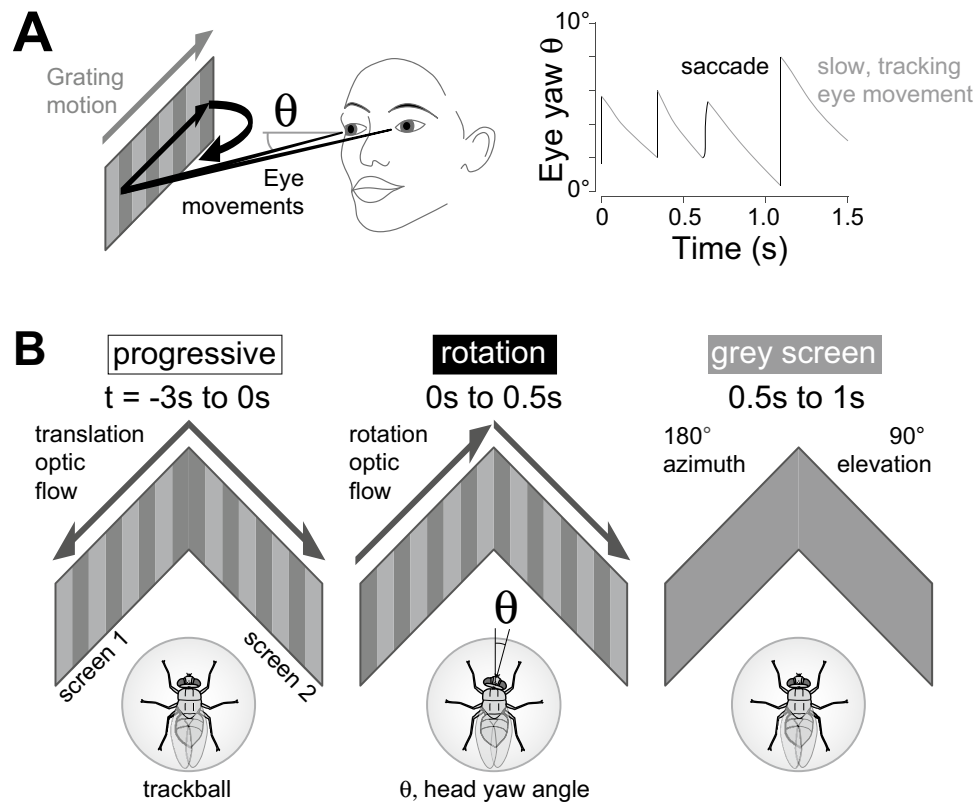 A
Grating
motion
θ
Eye
movements
Eye yaw θ
10°
0°
saccade
slow, tracking
eye movement
0
0.5
1.0
1.5
Time (s)
B
progressive
t = -3s to 0s
translation
optic
flow
screen 1
screen 2
trackball
rotation
0s to 0.5s
rotation
optic
flow
θ
θ, head yaw angle
grey screen
0.5s to 1s
180°
azimuth
90°
elevation